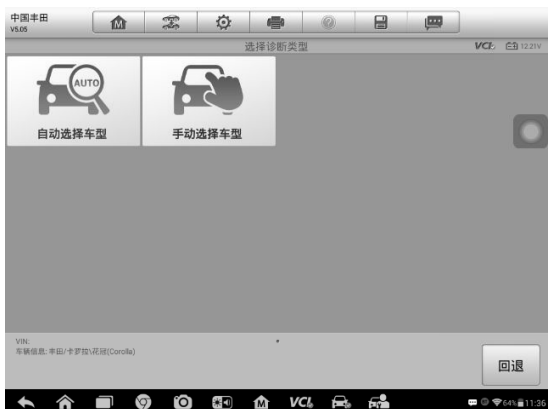 中国丰田
V5.05
选择诊断类型
VCI 12.21V
AUTO
自动选择车型
手动选择车型
VIN:
车辆信息: 丰田/卡罗拉\花冠(Corolla)
回退
M
VCI
64% 11:36